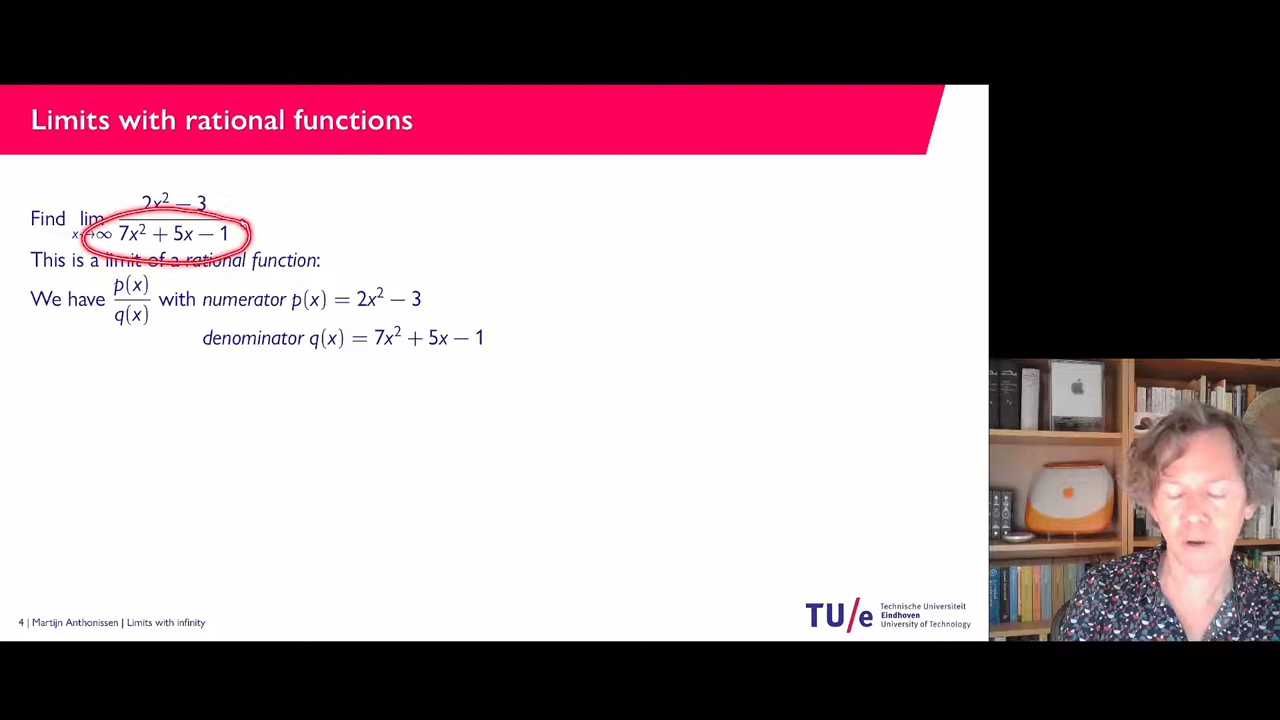 Limits with rational functions
Find lim x→∞ (2x² − 3)/(7x² + 5x − 1)
This is a limit of a rational function:
We have p(x)/q(x) with numerator p(x) = 2x² − 3
denominator q(x) = 7x² + 5x − 1
4 | Martijn Anthonissen | Limits with infinity
TU/e Technische Universiteit
Eindhoven
University of Technology